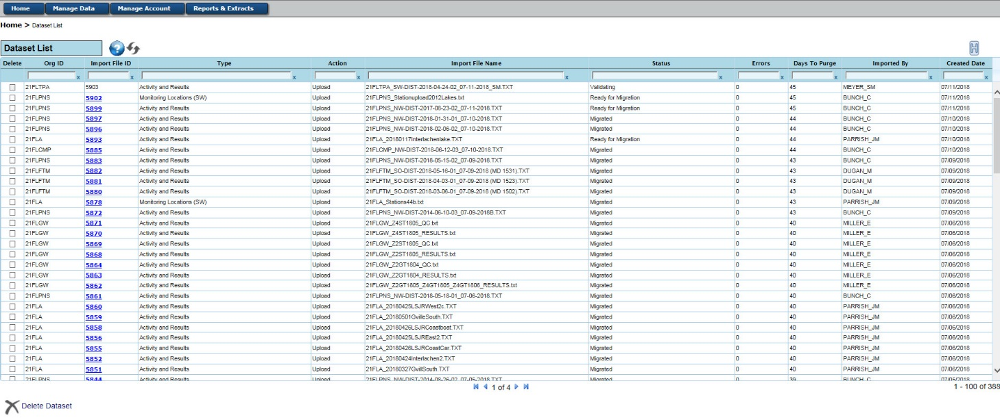 Home Manage Data Manage Account Reports & Extracts
Home > Dataset List
Dataset List
Delete Org ID Import File ID Type Action Import File Name Status Errors Days To Purge Imported By Created Date
x x x x x x x x x x
21FLTPA 5903 Activity and Results Upload 21FLTPA_SW-DIST-2018-04-24-02_07-11-2018_SM.TXT Validating 0 45 MEYER_SM 07/11/2018
21FLPNS 5902 Monitoring Locations (SW) Upload 21FLPNS_Stationupload2012Lakes.txt Ready for Migration 0 45 BUNCH_C 07/11/2018
21FLPNS 5899 Activity and Results Upload 21FLPNS_NW-DIST-2017-08-23-02_07-11-2018.TXT Ready for Migration 0 45 BUNCH_C 07/11/2018
21FLPNS 5897 Activity and Results Upload 21FLPNS_NW-DIST-2018-01-31-01_07-10-2018.TXT Migrated 0 44 BUNCH_C 07/10/2018
21FLPNS 5896 Activity and Results Upload 21FLPNS_NW-DIST-2018-02-06-02_07-10-2018.TXT Migrated 0 44 BUNCH_C 07/10/2018
21FLA 5893 Activity and Results Upload 21FLA_20180117Interlachenlake.TXT Ready for Migration 0 44 PARRISH_JM 07/10/2018
21FLCMP 5885 Activity and Results Upload 21FLCMP_NW-DIST-2018-06-12-03_07-10-2018.TXT Migrated 0 44 BUNCH_C 07/10/2018
21FLPNS 5883 Activity and Results Upload 21FLPNS_NW-DIST-2018-05-15-02_07-09-2018.TXT Migrated 0 43 BUNCH_C 07/09/2018
21FLFTM 5882 Activity and Results Upload 21FLFTM_SO-DIST-2018-05-16-01_07-09-2018 (MD 1531).TXT Migrated 0 43 DUGAN_M 07/09/2018
21FLFTM 5881 Activity and Results Upload 21FLFTM_SO-DIST-2018-04-03-01_07-09-2018 (MD 1523).TXT Migrated 0 43 DUGAN_M 07/09/2018
21FLFTM 5880 Activity and Results Upload 21FLFTM_SO-DIST-2018-03-06-01_07-09-2018 (MD 1502).TXT Migrated 0 43 DUGAN_M 07/09/2018
21FLA 5878 Monitoring Locations (SW) Upload 21FLA_Stations44b.txt Migrated 0 43 PARRISH_JM 07/09/2018
21FLPNS 5872 Activity and Results Upload 21FLPNS_NW-DIST-2014-06-10-03_07-09-2018B.TXT Migrated 0 43 BUNCH_C 07/09/2018
21FLGW 5871 Activity and Results Upload 21FLGW_Z4ST1805_QC.txt Migrated 0 40 MILLER_E 07/06/2018
21FLGW 5870 Activity and Results Upload 21FLGW_Z4ST1805_RESULTS.txt Migrated 0 40 MILLER_E 07/06/2018
21FLGW 5869 Activity and Results Upload 21FLGW_Z2ST1805_QC.txt Migrated 0 40 MILLER_E 07/06/2018
21FLGW 5868 Activity and Results Upload 21FLGW_Z2ST1805_RESULTS.txt Migrated 0 40 MILLER_E 07/06/2018
21FLGW 5864 Activity and Results Upload 21FLGW_Z2GT1804_QC.txt Migrated 0 40 MILLER_E 07/06/2018
21FLGW 5863 Activity and Results Upload 21FLGW_Z2GT1804_RESULTS.txt Migrated 0 40 MILLER_E 07/06/2018
21FLGW 5862 Activity and Results Upload 21FLGW_Z2GT1805_Z4GT1805_Z4GT1806_RESULTS.txt Migrated 0 40 MILLER_E 07/06/2018
21FLPNS 5861 Activity and Results Upload 21FLPNS_NW-DIST-2018-05-18-01_07-06-2018.TXT Migrated 0 40 BUNCH_C 07/06/2018
21FLA 5860 Activity and Results Upload 21FLA_20180425LSJRWest2c.TXT Migrated 0 40 PARRISH_JM 07/06/2018
21FLA 5859 Activity and Results Upload 21FLA_20180501GvilleSouth.TXT Migrated 0 40 PARRISH_JM 07/06/2018
21FLA 5858 Activity and Results Upload 21FLA_20180426LSJRCoastboat.TXT Migrated 0 40 PARRISH_JM 07/06/2018
21FLA 5856 Activity and Results Upload 21FLA_20180425LSJREast2.TXT Migrated 0 40 PARRISH_JM 07/06/2018
21FLA 5855 Activity and Results Upload 21FLA_20180426LSJRCoastCar.TXT Migrated 0 40 PARRISH_JM 07/06/2018
21FLA 5852 Activity and Results Upload 21FLA_20180424Interlachen2.TXT Migrated 0 40 PARRISH_JM 07/06/2018
21FLA 5851 Activity and Results Upload 21FLA_20180327GvillSouth.TXT Migrated 0 40 PARRISH_JM 07/06/2018
21FLPNS 5844 Activity and Results Upload 21FLPNS_NW-DIST-2014-08-26-02_07-05-2018.TXT Migrated 0 39 BUNCH_C 07/05/2018
1 of 4
1 - 100 of 388
Delete Dataset